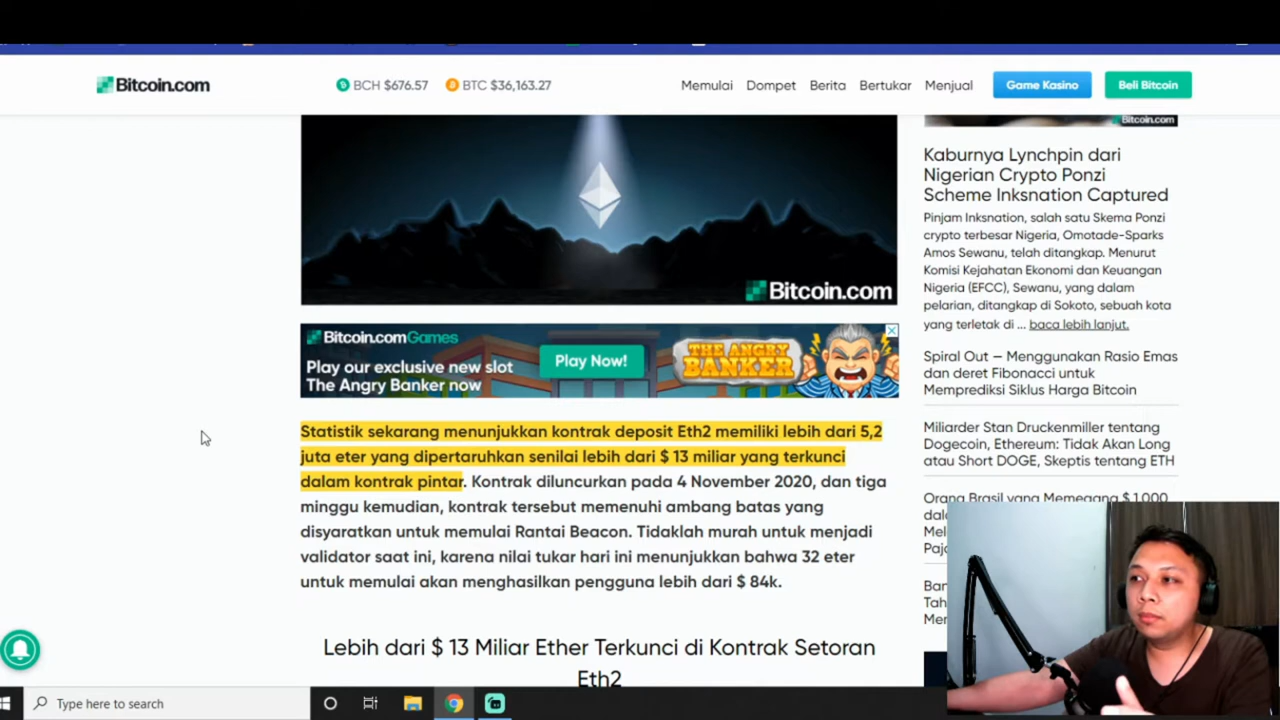 Bitcoin.com
BCH $676.57
BTC $36,163.27
Memulai
Dompet
Berita
Bertukar
Menjual
Game Kasino
Beli Bitcoin
Bitcoin.com
Bitcoin.com Games
Play our exclusive new slot
The Angry Banker now
Play Now!
THE ANGRY
BANKER
Statistik sekarang menunjukkan kontrak deposit Eth2 memiliki lebih dari 5,2
juta eter yang dipertaruhkan senilai lebih dari $ 13 miliar yang terkunci
dalam kontrak pintar. Kontrak diluncurkan pada 4 November 2020, dan tiga
minggu kemudian, kontrak tersebut memenuhi ambang batas yang
disyaratkan untuk memulai Rantai Beacon. Tidaklah murah untuk menjadi
validator saat ini, karena nilai tukar hari ini menunjukkan bahwa 32 eter
untuk memulai akan menghasilkan pengguna lebih dari $ 84k.
Lebih dari $ 13 Miliar Ether Terkunci di Kontrak Setoran
Eth2
Bitcoin.com
Kaburnya Lynchpin dari
Nigerian Crypto Ponzi
Scheme Inksnation Captured
Pinjam Inksnation, salah satu Skema Ponzi
crypto terbesar Nigeria, Omotade-Sparks
Amos Sewanu, telah ditangkap. Menurut
Komisi Kejahatan Ekonomi dan Keuangan
Nigeria (EFCC), Sewanu, yang dalam
pelarian, ditangkap di Sokoto, sebuah kota
yang terletak di ... baca lebih lanjut.
Spiral Out – Menggunakan Rasio Emas
dan deret Fibonacci untuk
Memprediksi Siklus Harga Bitcoin
Miliarder Stan Druckenmiller tentang
Dogecoin, Ethereum: Tidak Akan Long
atau Short DOGE, Skeptis tentang ETH
Orang Brasil yang Memegang $ 1.000
Type here to search